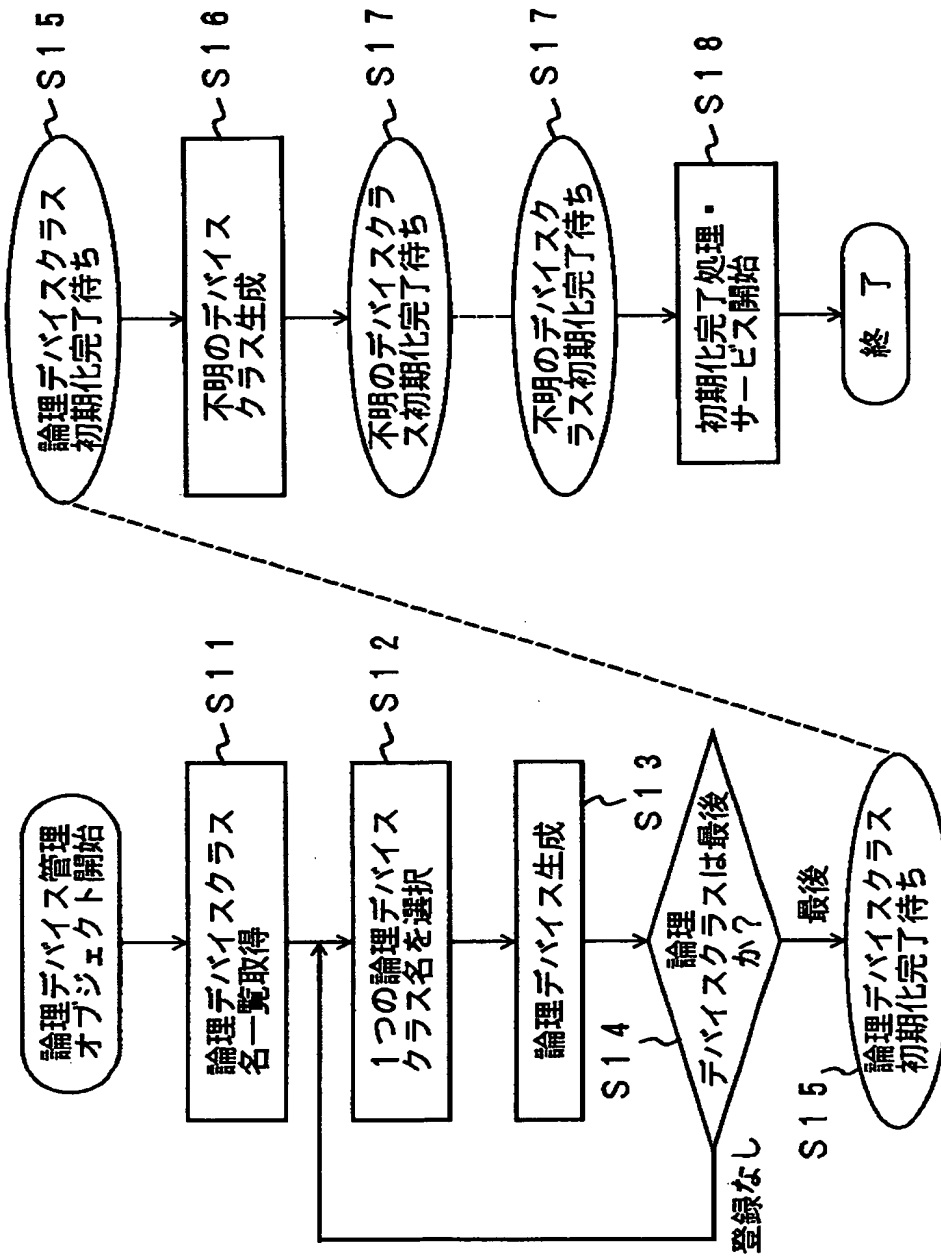 論理デバイス管理
オブジェクト開始
論理デバイスクラス
名一覧取得
S11
1つの論理デバイス
クラス名を選択
S12
論理デバイス生成
S13
論理
デバイスクラスは最後
か?
S14
登録なし
最後
論理デバイスクラス
初期化完了待ち
S15
論理デバイスクラス
初期化完了待ち
S15
不明のデバイス
クラス生成
S16
不明のデバイスクラ
ス初期化完了待ち
S17
不明のデバイスク
ラス初期化完了待ち
S17
初期化完了処理・
サービス開始
S18
終了